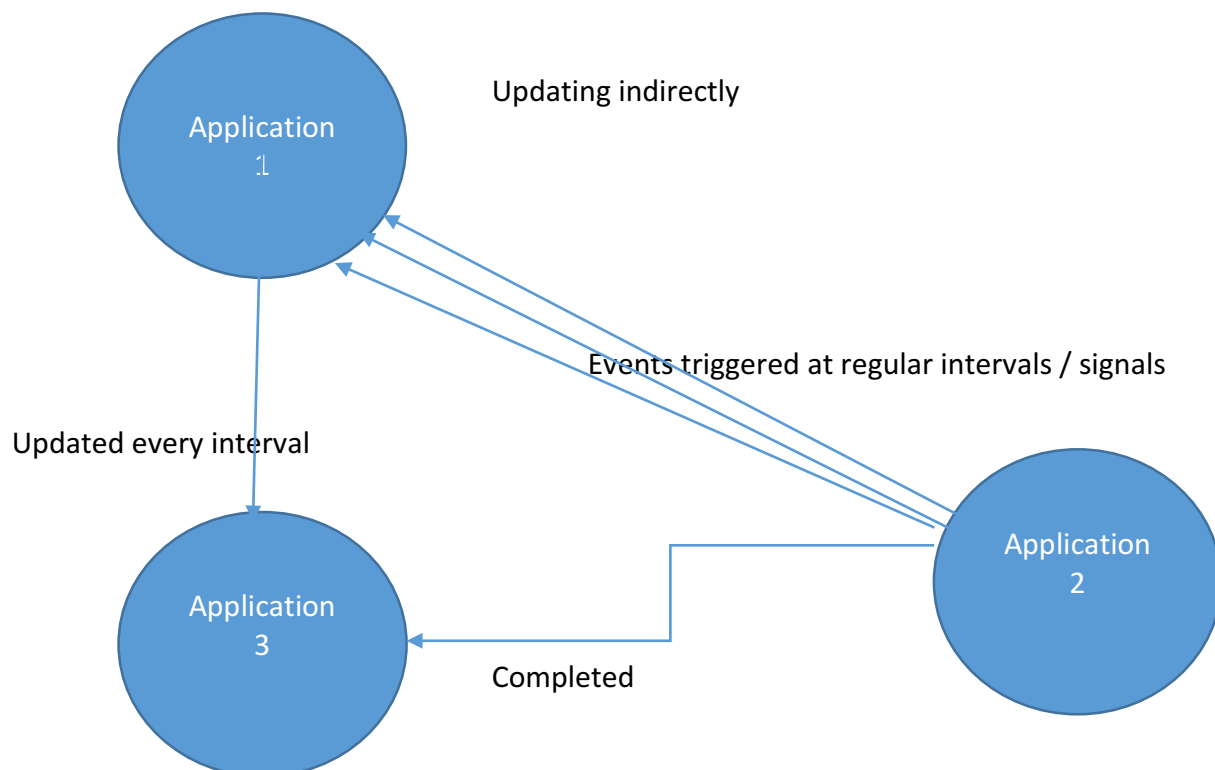 Updating indirectly
Application
1
Events triggered at regular intervals / signals
Updated every interval
Application
2
Application
3
Completed